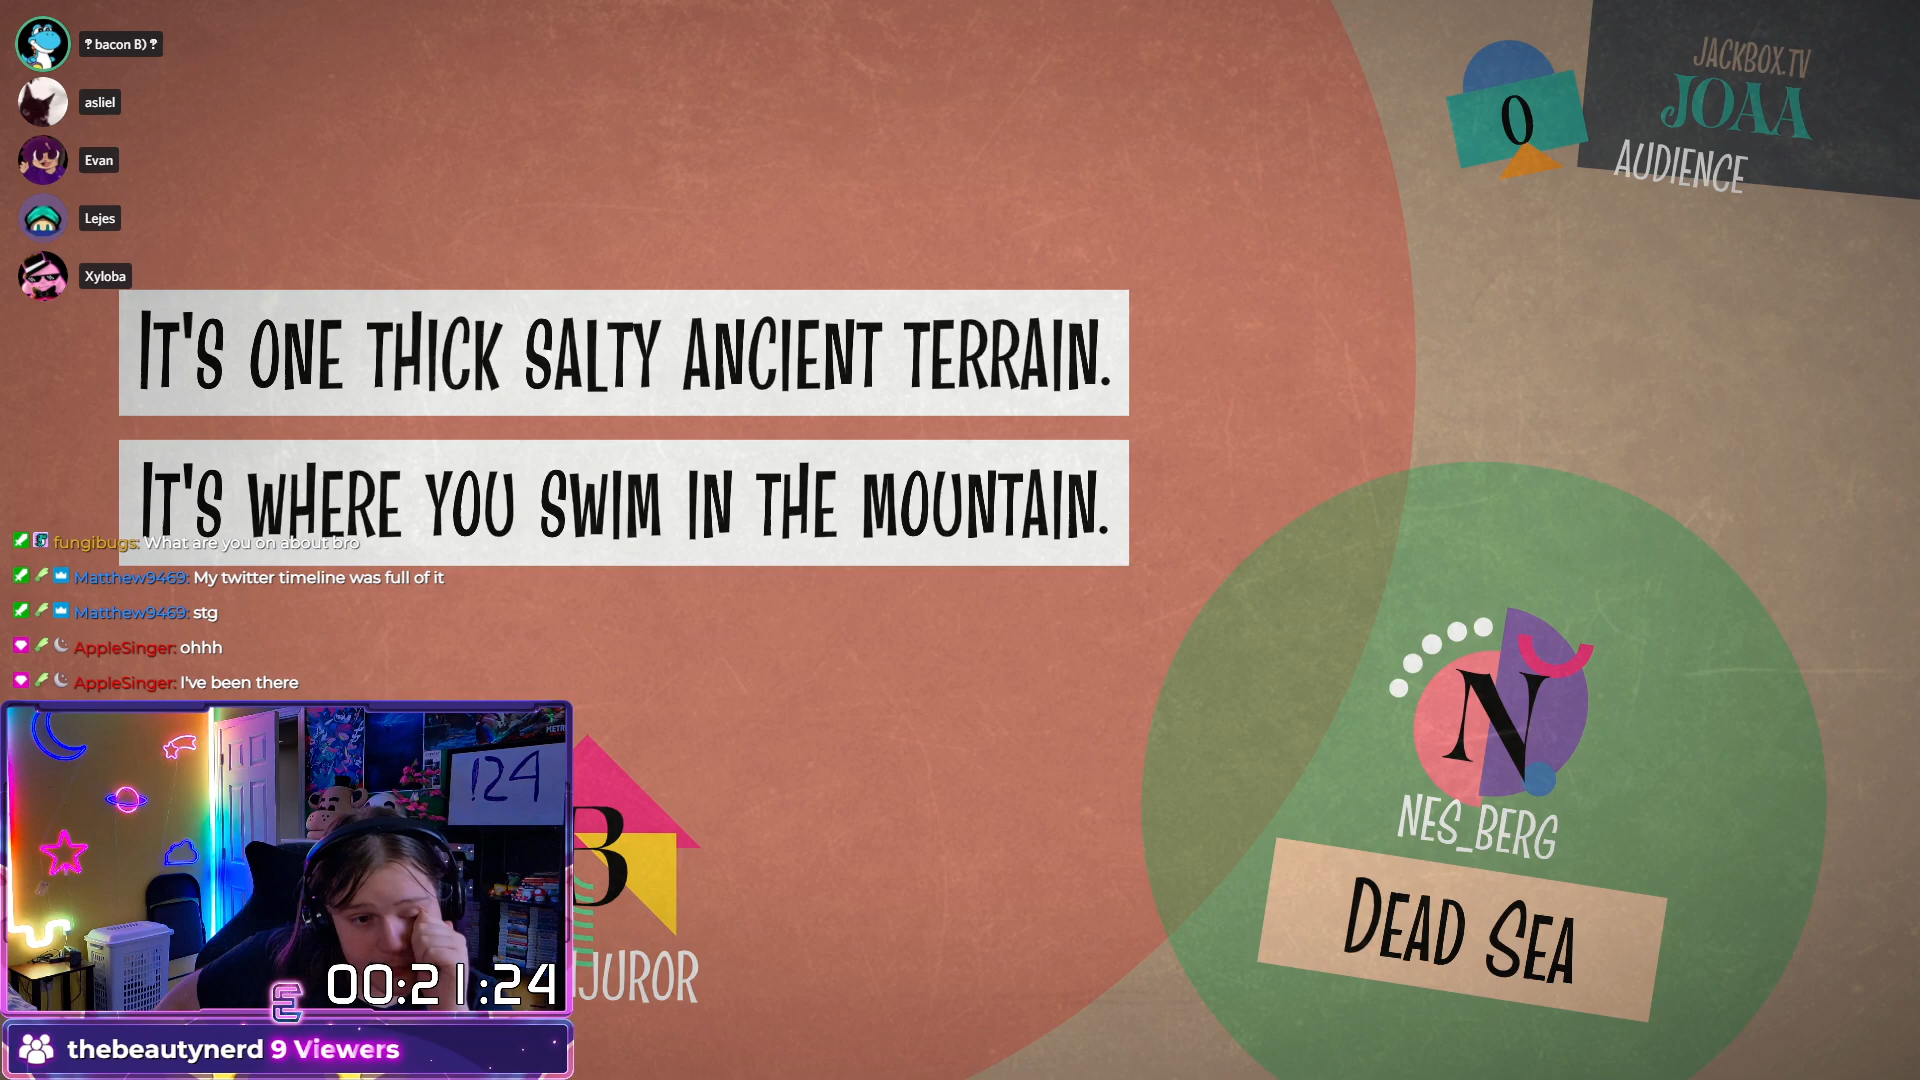 ‽ bacon B) ‽
asliel
Evan
Lejes
Xyloba
JACKBOX.TV
JOAA
0
AUDIENCE
IT'S ONE THICK SALTY ANCIENT TERRAIN.
IT'S WHERE YOU SWIM IN THE MOUNTAIN.
fungibugs: What are you on about bro
Matthew9469: My twitter timeline was full of it
Matthew9469: stg
AppleSinger: ohhh
AppleSinger: I've been there
!24
B
JUROR
N
NES_BERG
DEAD SEA
00:21:24
E
thebeautynerd 9 Viewers